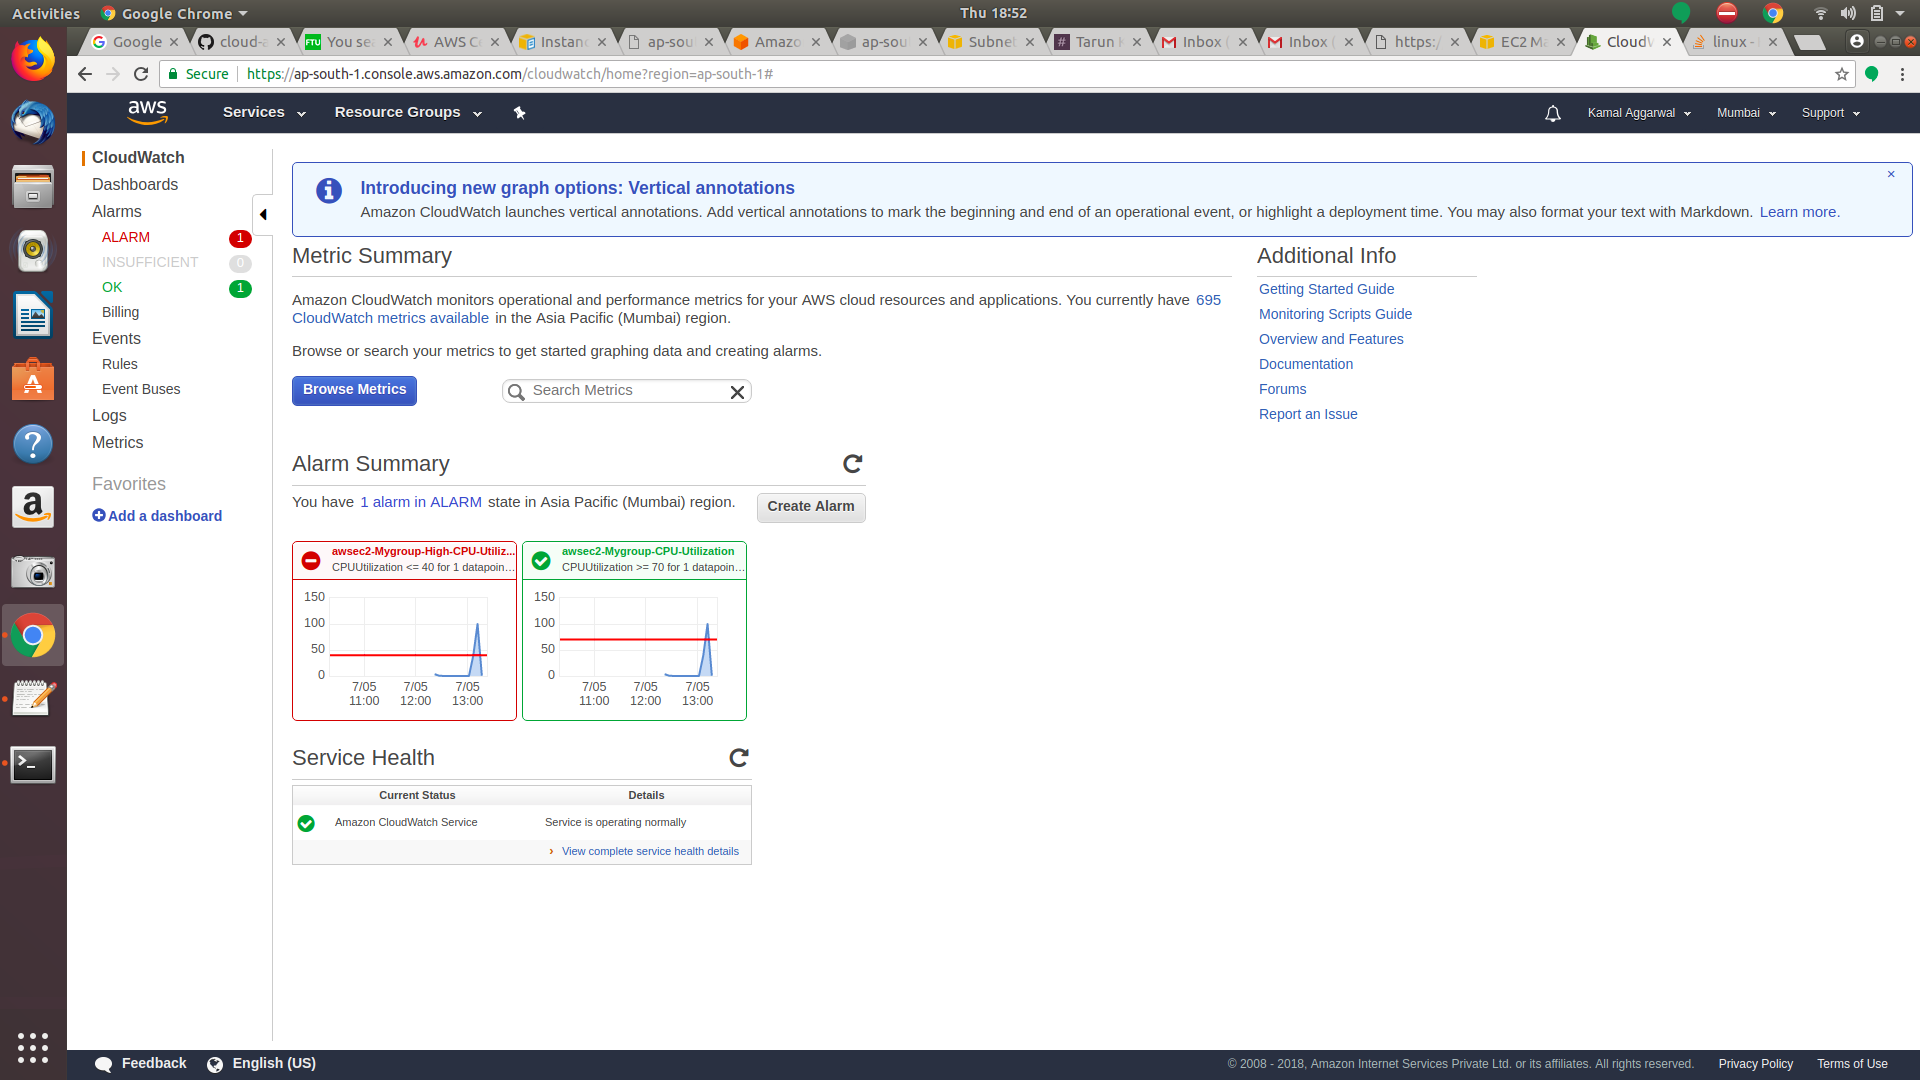 Activities
Google Chrome
Thu 18:52
Google
cloud-a
FTU You sea
AWS Ce
Instanc
ap-sout
Amazo
ap-sout
Subnet
# Tarun K
Inbox (
Inbox (
https:/
EC2 Ma
CloudW
linux -
Secure
https://ap-south-1.console.aws.amazon.com/cloudwatch/home?region=ap-south-1#
aws
Services
Resource Groups
Kamal Aggarwal
Mumbai
Support
CloudWatch
Dashboards
Alarms
ALARM 1
INSUFFICIENT 0
OK 1
Billing
Events
Rules
Event Buses
Logs
Metrics
Favorites
Add a dashboard
Introducing new graph options: Vertical annotations
Amazon CloudWatch launches vertical annotations. Add vertical annotations to mark the beginning and end of an operational event, or highlight a deployment time. You may also format your text with Markdown. Learn more.
Metric Summary
Amazon CloudWatch monitors operational and performance metrics for your AWS cloud resources and applications. You currently have 695
CloudWatch metrics available in the Asia Pacific (Mumbai) region.
Browse or search your metrics to get started graphing data and creating alarms.
Browse Metrics
Search Metrics
Additional Info
Getting Started Guide
Monitoring Scripts Guide
Overview and Features
Documentation
Forums
Report an Issue
Alarm Summary
You have 1 alarm in ALARM state in Asia Pacific (Mumbai) region.
Create Alarm
awsec2-Mygroup-High-CPU-Utiliz...
CPUUtilization <= 40 for 1 datapoin...
150
100
50
0
7/05 7/05 7/05
11:00 12:00 13:00
awsec2-Mygroup-CPU-Utilization
CPUUtilization >= 70 for 1 datapoin...
150
100
50
0
7/05 7/05 7/05
11:00 12:00 13:00
Service Health
Current Status Details
Amazon CloudWatch Service Service is operating normally
› View complete service health details
Feedback
English (US)
© 2008 - 2018, Amazon Internet Services Private Ltd. or its affiliates. All rights reserved.
Privacy Policy
Terms of Use